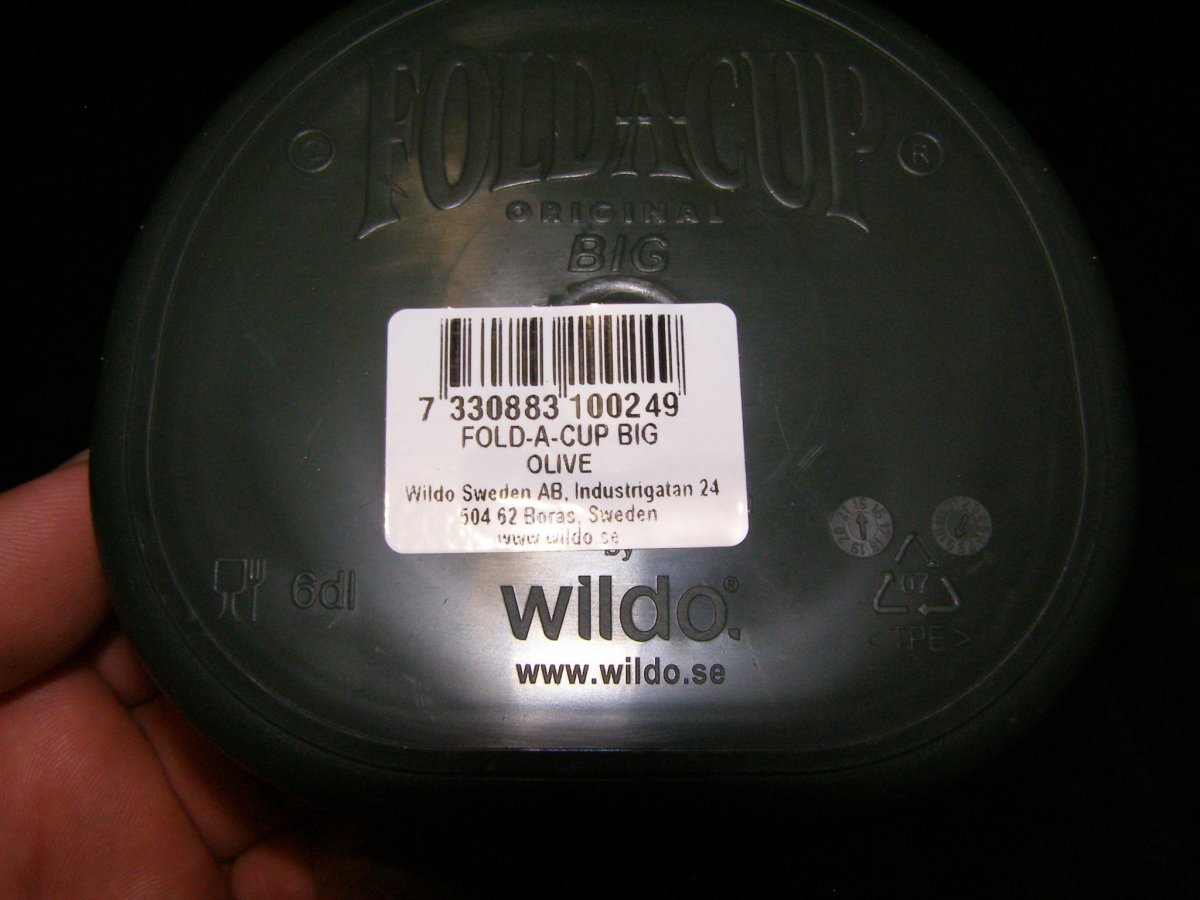 © FOLD-A-CUP ®
ORIGINAL
BIG
7 330883 100249
FOLD-A-CUP BIG
OLIVE
Wildo Sweden AB, Industrigatan 24
504 62 Boras, Sweden
www.wildo.se
by
wildo®
www.wildo.se
6dl
07
< TPE >